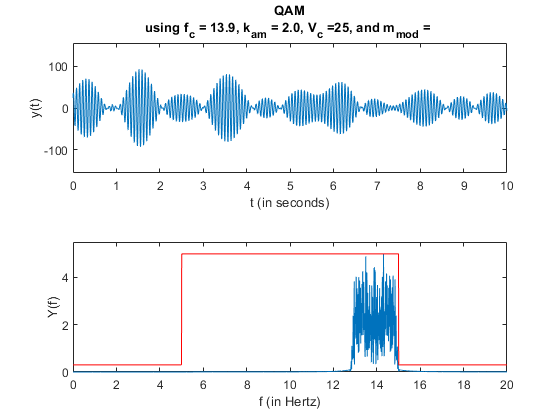 QAM
using f_c = 13.9, k_am = 2.0, V_c =25, and m_mod =
100
0
-100
y(t)
0 1 2 3 4 5 6 7 8 9 10
t (in seconds)
4
2
0
Y(f)
0 2 4 6 8 10 12 14 16 18 20
f (in Hertz)